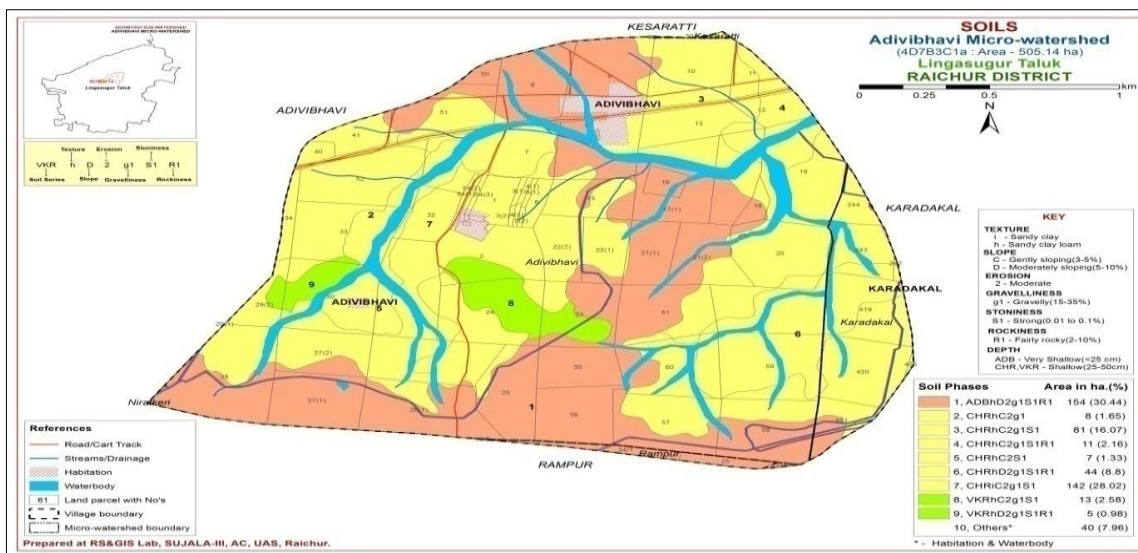 SOILS
Adivibhavi Micro-watershed
(4D7B3C1a : Area - 505.14 ha)
Lingasugur Taluk
RAICHUR DISTRICT
0 0.25 0.5 1
km
N
ADIVIBHAVI SUB-WATERSHED
ADIVIBHAVI MICRO-WATERSHED
Lingasugur Taluk
Texture Erosion Stoniness
VKR h D 2 g1 S1 R1
Soil Series Slope Gravelliness Rockiness
KESARATTI
Kesaratti
ADIVIBHAVI
ADIVIBHAVI
KARADAKAL
Adivibhavi
ADIVIBHAVI
KARADAKAL
Karadakal
Niralkeri
Rampur
RAMPUR
KEY
TEXTURE
i - Sandy clay
h - Sandy clay loam
SLOPE
C - Gently sloping(3-5%)
D - Moderately sloping(5-10%)
EROSION
2 - Moderate
GRAVELLINESS
g1 - Gravelly(15-35%)
STONINESS
S1 - Strong(0.01 to 0.1%)
ROCKINESS
R1 - Fairly rocky(2-10%)
DEPTH
ADB - Very Shallow(<25 cm)
CHR,VKR - Shallow(25-50cm)
Soil Phases Area in ha.(%)
1, ADBhD2g1S1R1 154 (30.44)
2, CHRhC2g1 8 (1.65)
3, CHRhC2g1S1 81 (16.07)
4, CHRhC2g1S1R1 11 (2.16)
5, CHRhC2S1 7 (1.33)
6, CHRhD2g1S1R1 44 (8.8)
7, CHRiC2g1S1 142 (28.02)
8, VKRhC2g1S1 13 (2.58)
9, VKRhD2g1S1R1 5 (0.98)
10, Others* 40 (7.96)
* - Habitation & Waterbody
References
Road/Cart Track
Streams/Drainage
Habitation
Waterbody
61 Land parcel with No's
Village boundary
Micro-watershed boundary
Prepared at RS&GIS Lab, SUJALA-III, AC, UAS, Raichur.